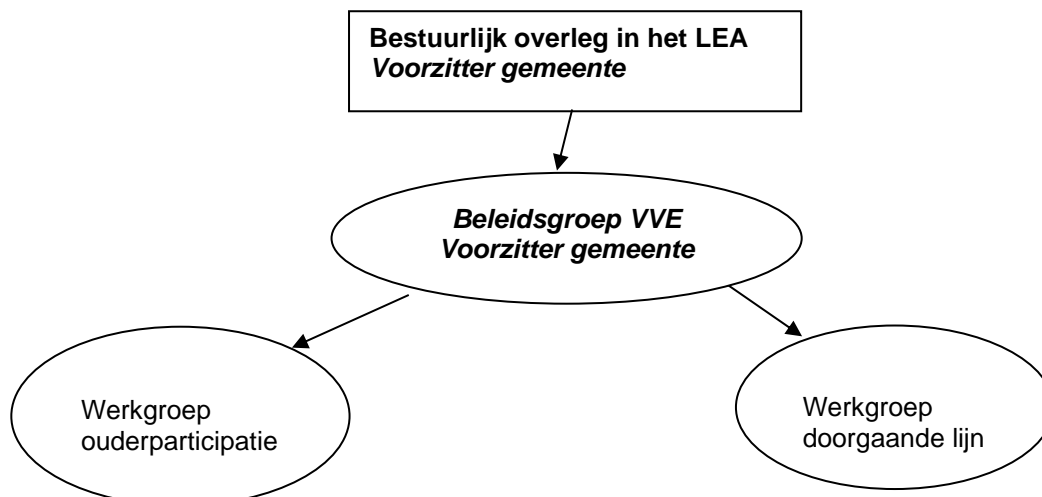 Bestuurlijk overleg in het LEA
Voorzitter gemeente
Beleidsgroep VVE
Voorzitter gemeente
Werkgroep
ouderparticipatie
Werkgroep
doorgaande lijn